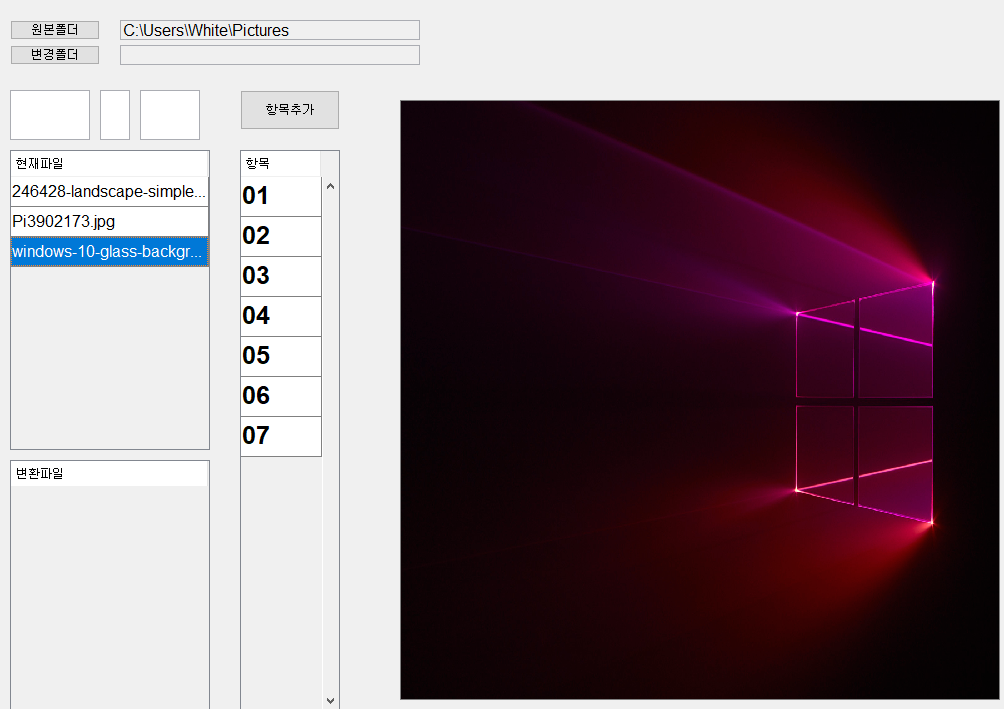 원본폴더 C:\Users\White\Pictures
변경폴더
항목추가
현재파일
246428-landscape-simple...
Pi3902173.jpg
windows-10-glass-backgr...
변환파일
항목
01
02
03
04
05
06
07